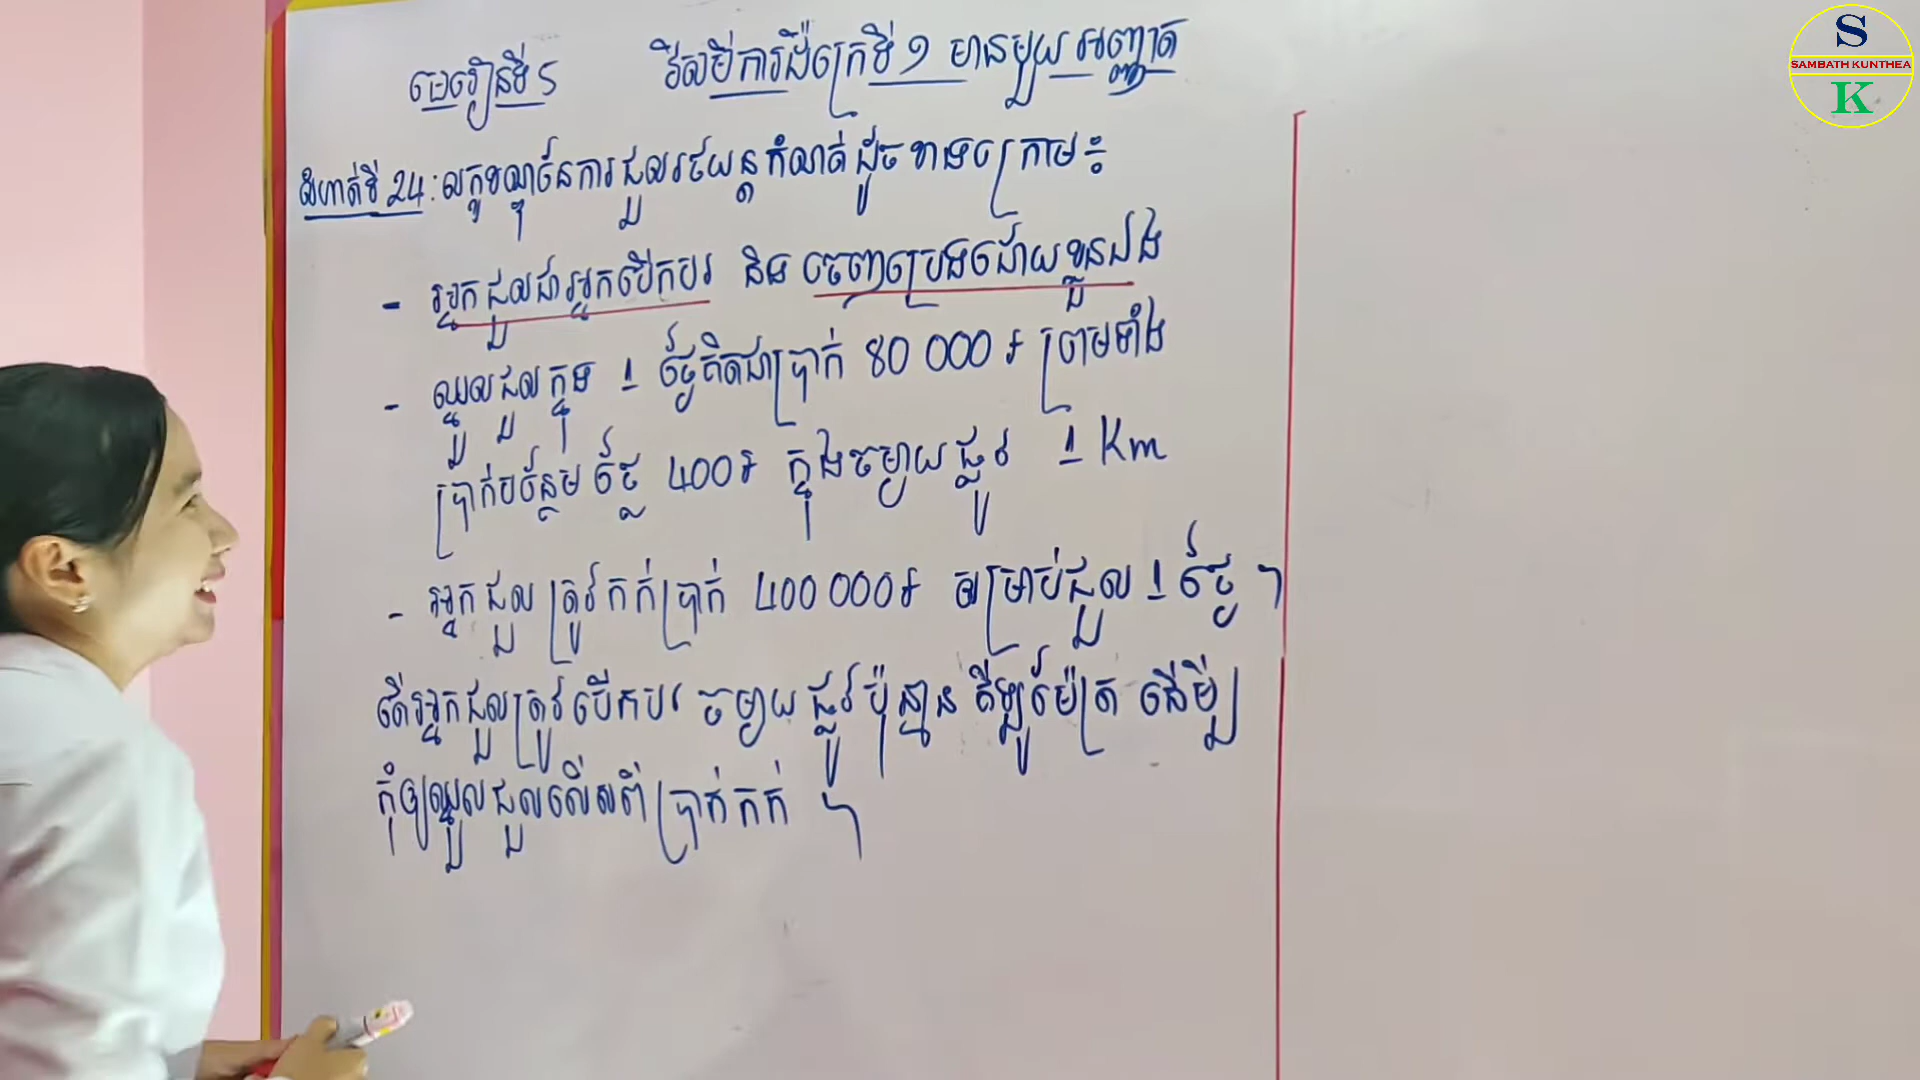 មេរៀនទី 5 វិសមីការដឺក្រេទី ១ មានមួយអញ្ញាត
លំហាត់ទី 24 : លក្ខខណ្ឌនៃការជួលរថយន្តកំណត់ដូចខាងក្រោម ៖
- អ្នកជួលជាអ្នកបើកបរ និង ចេញប្រេងដោយខ្លួនឯង
- ឈ្នួលជួលក្នុង 1 ថ្ងៃគិតជាប្រាក់ 80 000៛ ព្រមទាំង
ប្រាក់បន្ថែមថ្លៃ 400៛ ក្នុងចម្ងាយផ្លូវ 1 Km
- អ្នកជួលត្រូវកក់ប្រាក់ 400 000៛ សម្រាប់ជួល 1 ថ្ងៃ ។
តើអ្នកជួលត្រូវបើកបរ ចម្ងាយផ្លូវប៉ុន្មាន គីឡូម៉ែត្រ ដើម្បី
កុំឲ្យឈ្នួលជួលលើសពីប្រាក់កក់ ។
S
SAMBATH KUNTHEA
K